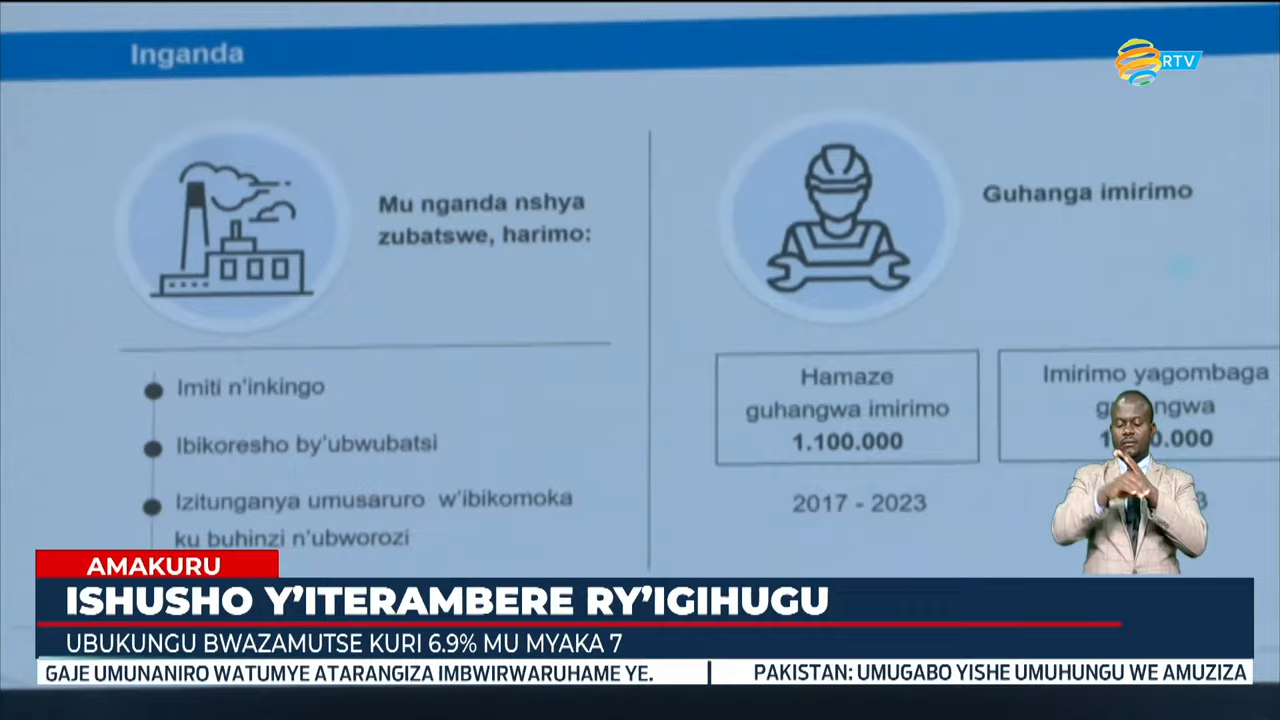 Inganda
RTV
Mu nganda nshya
zubatswe, harimo:
Imiti n'inkingo
Ibikoresho by'ubwubatsi
Izitunganya umusaruro w'ibikomoka
ku buhinzi n'ubworozi
Guhanga imirimo
Hamaze
guhangwa imirimo
1.100.000
2017 - 2023
Imirimo yagombaga
AMAKURU
ISHUSHO Y'ITERAMBERE RY'IGIHUGU
UBUKUNGU BWAZAMUTSE KURI 6.9% MU MYAKA 7
GAJE UMUNANIRO WATUMYE ATARANGIZA IMBWIRWARUHAME YE. | PAKISTAN: UMUGABO YISHE UMUHUNGU WE AMUZIZA